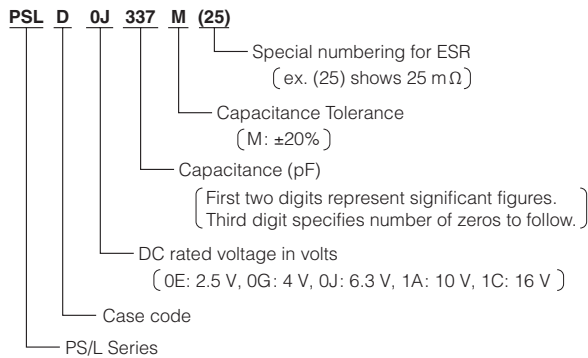 PSL D 0J 337 M (25)
Special numbering for ESR
(ex. (25) shows 25 mΩ)
Capacitance Tolerance
(M: ±20%)
Capacitance (pF)
(First two digits represent significant figures.
Third digit specifies number of zeros to follow.)
DC rated voltage in volts
(0E: 2.5 V, 0G: 4 V, 0J: 6.3 V, 1A: 10 V, 1C: 16 V)
Case code
PS/L Series